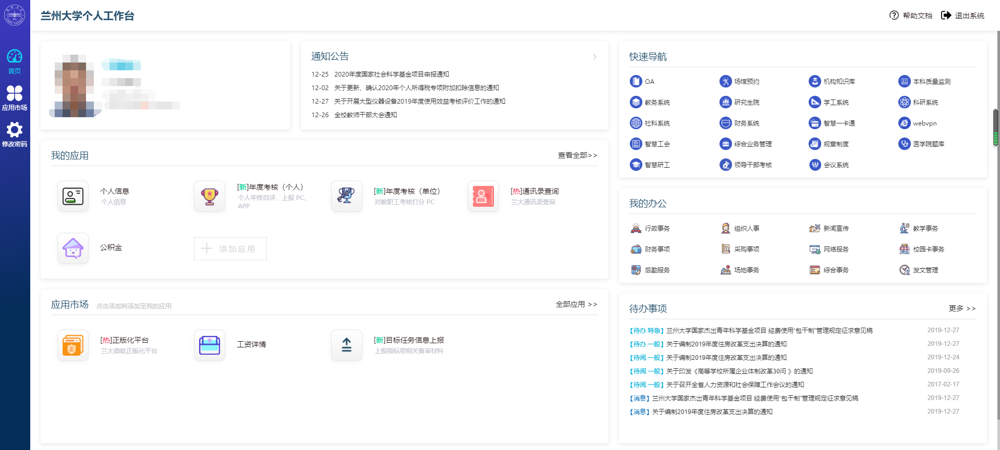 兰州大学个人工作台
帮助文档
退出系统
首页
应用市场
修改密码
通知公告
12-25 2020年度国家社会科学基金项目申报通知
12-02 关于更新、确认2020年个人所得税专项附加扣除信息的通知
12-27 关于开展大型仪器设备2019年度使用效益考核评价工作的通知
12-26 全校教师干部大会通知
我的应用
查看全部>>
个人信息
个人信息
[新]年度考核（个人）
个人年终自评、上报 PC、
APP
[新]年度考核（单位）
对教职工考核打分 PC
[热]通讯录查询
兰大通讯录查询
公积金
添加应用
应用市场 点击添加将添加至我的应用
全部应用 >>
[热]正版化平台
兰大微软正版化平台
工资详情
[新]目标任务信息上报
上报指标项相关备审材料
快速导航
OA 场馆预约 机构知识库 本科质量监测
教务系统 研究生院 学工系统 科研系统
社科系统 财务系统 智慧一卡通 webvpn
智慧工会 综合业务管理 规章制度 医学院题库
智慧研工 领导干部考核 会议系统
我的办公
行政事务 组织人事 新闻宣传 教学事务
财务事项 采购事项 网络服务 校园卡事务
后勤服务 场地事务 综合事务 发文管理
待办事项
更多 >>
【待办.特急】兰州大学国家杰出青年科学基金项目 经费使用“包干制”管理规定征求意见稿 2019-12-27
【待办.一般】关于编制2019年度住房改革支出决算的通知 2019-12-27
【待阅.一般】关于编制2019年度住房改革支出决算的通知 2019-12-24
【待阅.一般】关于印发《高等学校所属企业体制改革30问 》的通知 2019-09-26
【待阅.一般】关于召开全省人力资源和社会保障工作会议的通知 2017-02-17
【消息】兰州大学国家杰出青年科学基金项目 经费使用“包干制”管理规定征求意见稿 2019-12-27
【消息】关于编制2019年度住房改革支出决算的通知 2019-12-27